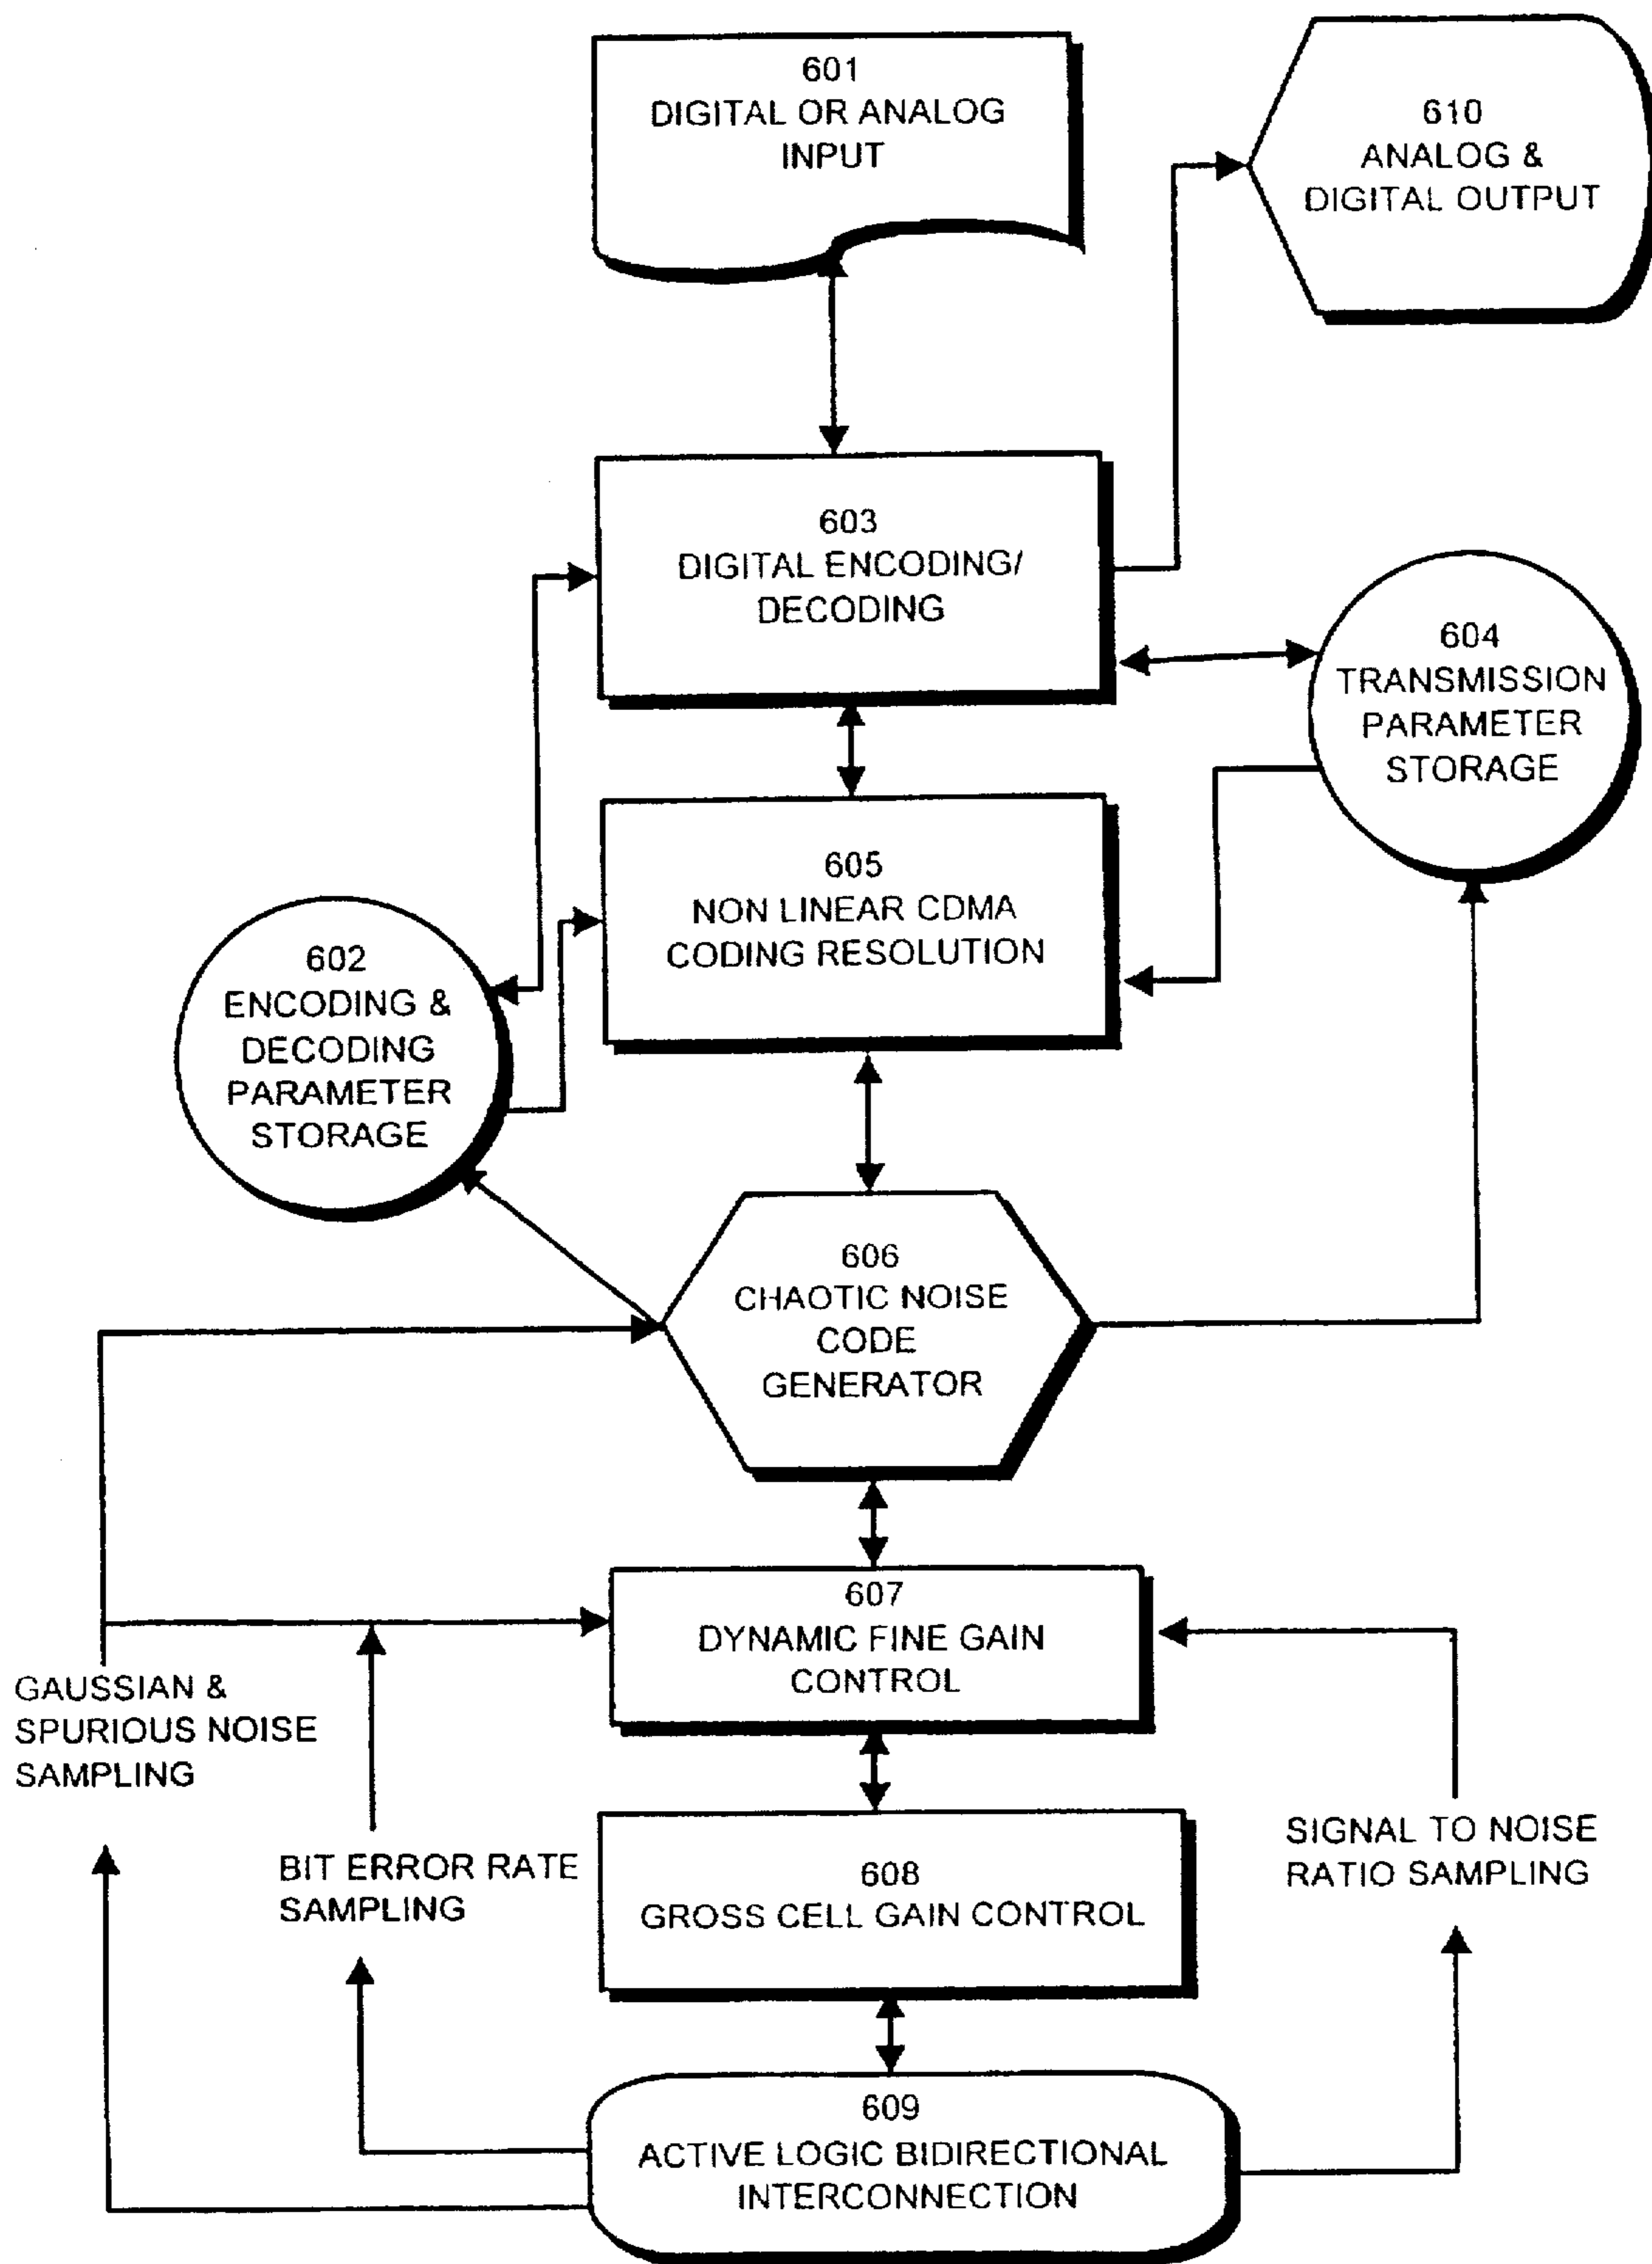 601
DIGITAL OR ANALOG
INPUT
610
ANALOG &
DIGITAL OUTPUT
603
DIGITAL ENCODING/
DECODING
604
TRANSMISSION
PARAMETER
STORAGE
605
NON LINEAR CDMA
CODING RESOLUTION
602
ENCODING &
DECODING
PARAMETER
STORAGE
606
CHAOTIC NOISE
CODE
GENERATOR
607
DYNAMIC FINE GAIN
CONTROL
GAUSSIAN &
SPURIOUS NOISE
SAMPLING
BIT ERROR RATE
SAMPLING
608
GROSS CELL GAIN CONTROL
SIGNAL TO NOISE
RATIO SAMPLING
609
ACTIVE LOGIC BIDIRECTIONAL
INTERCONNECTION